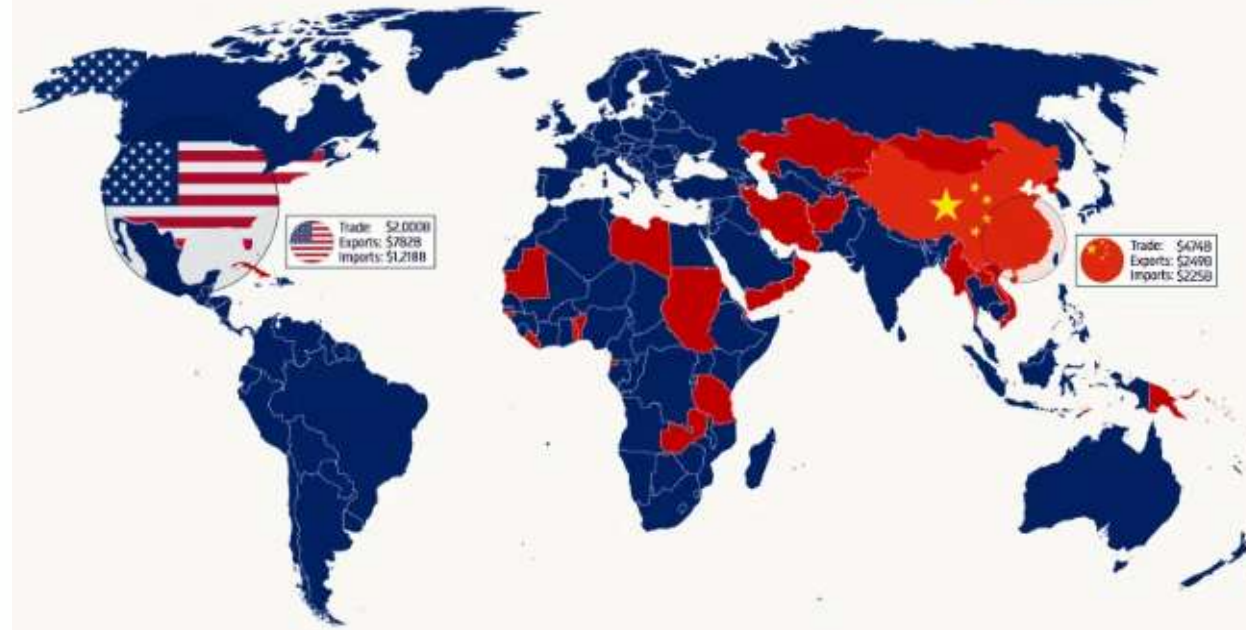 Trade: $2,000B
Exports: $782B
Imports: $1,218B
Trade: $474B
Exports: $249B
Imports: $225B